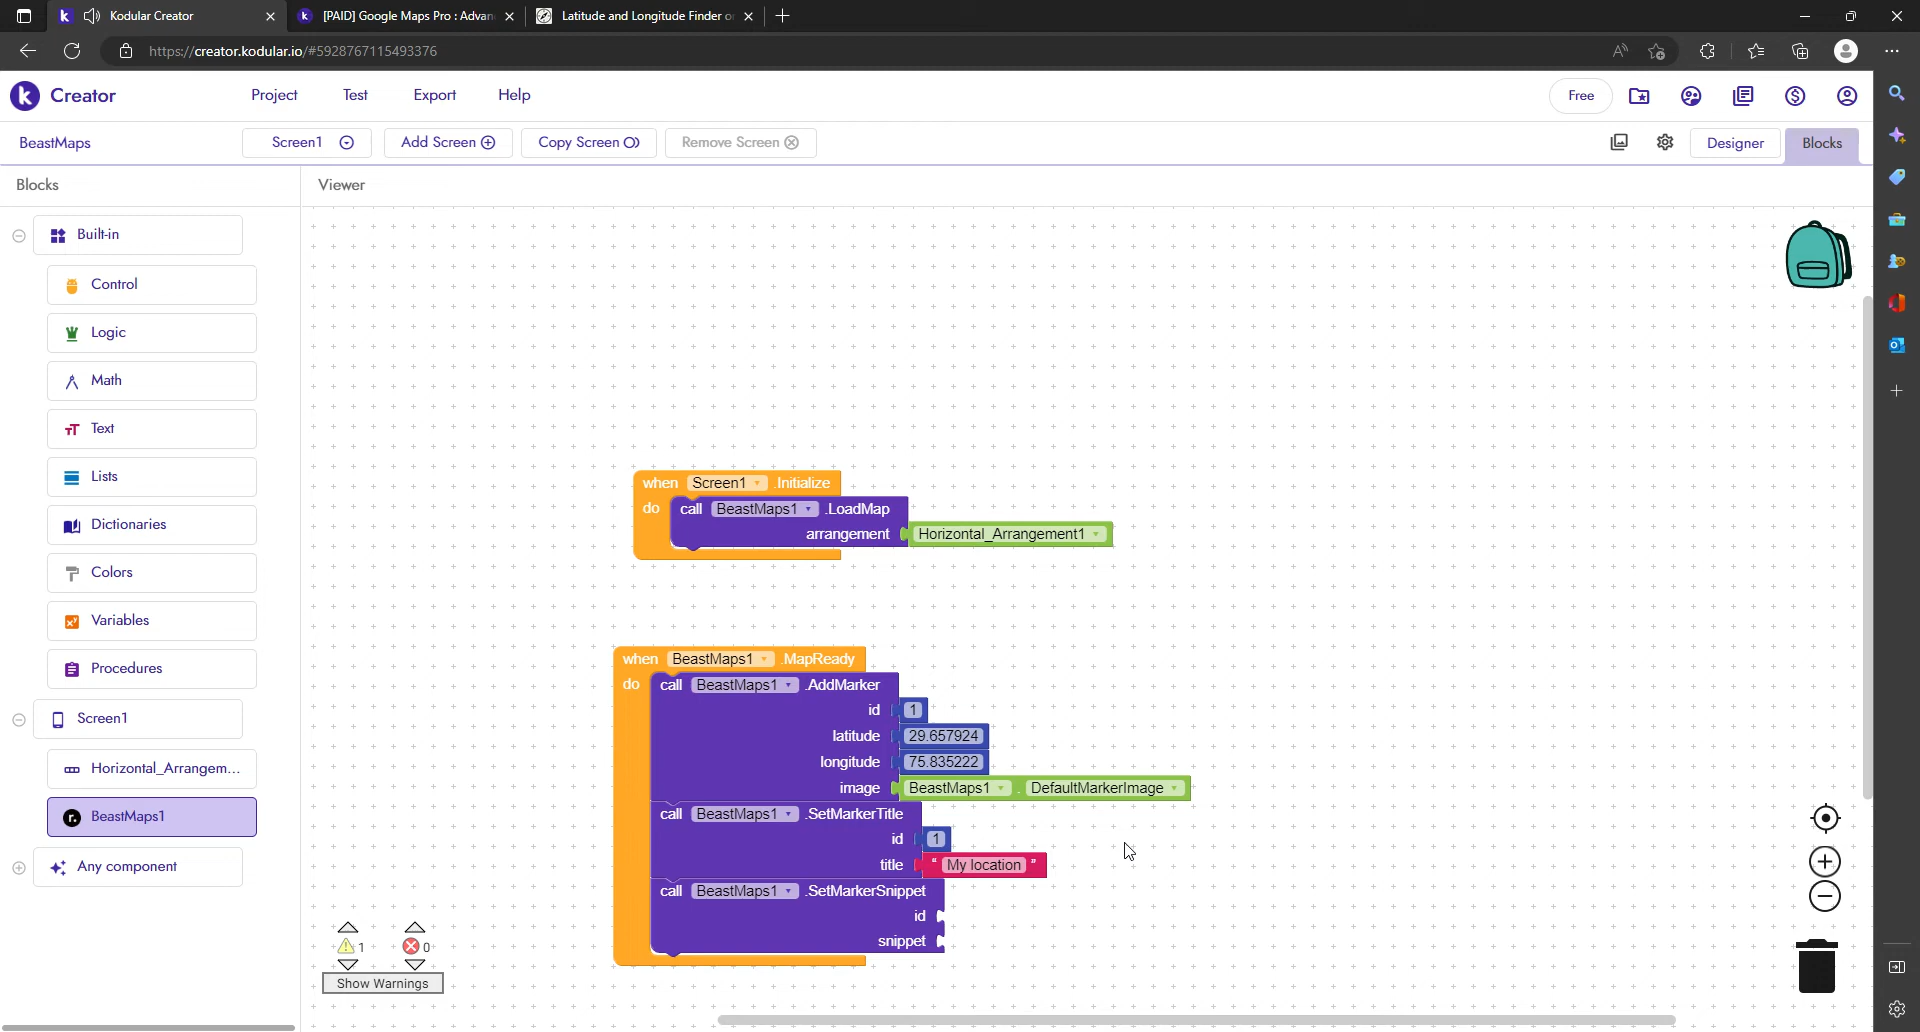 Kodular Creator
[PAID] Google Maps Pro : Advan
Latitude and Longitude Finder o
https://creator.kodular.io/#5928767115493376
Creator
Project
Test
Export
Help
Free
BeastMaps
Screen1
Add Screen
Copy Screen
Remove Screen
Designer
Blocks
Blocks
Viewer
Built-in
Control
Logic
Math
Text
Lists
Dictionaries
Colors
Variables
Procedures
Screen1
Horizontal_Arrangem...
BeastMaps1
Any component
when Screen1 .Initialize
do call BeastMaps1 .LoadMap
arrangement Horizontal_Arrangement1
when BeastMaps1 .MapReady
do call BeastMaps1 .AddMarker
id 1
latitude 29.657924
longitude 75.835222
image BeastMaps1 . DefaultMarkerImage
call BeastMaps1 .SetMarkerTitle
id 1
title “ My location ”
call BeastMaps1 .SetMarkerSnippet
id
snippet
1
0
Show Warnings